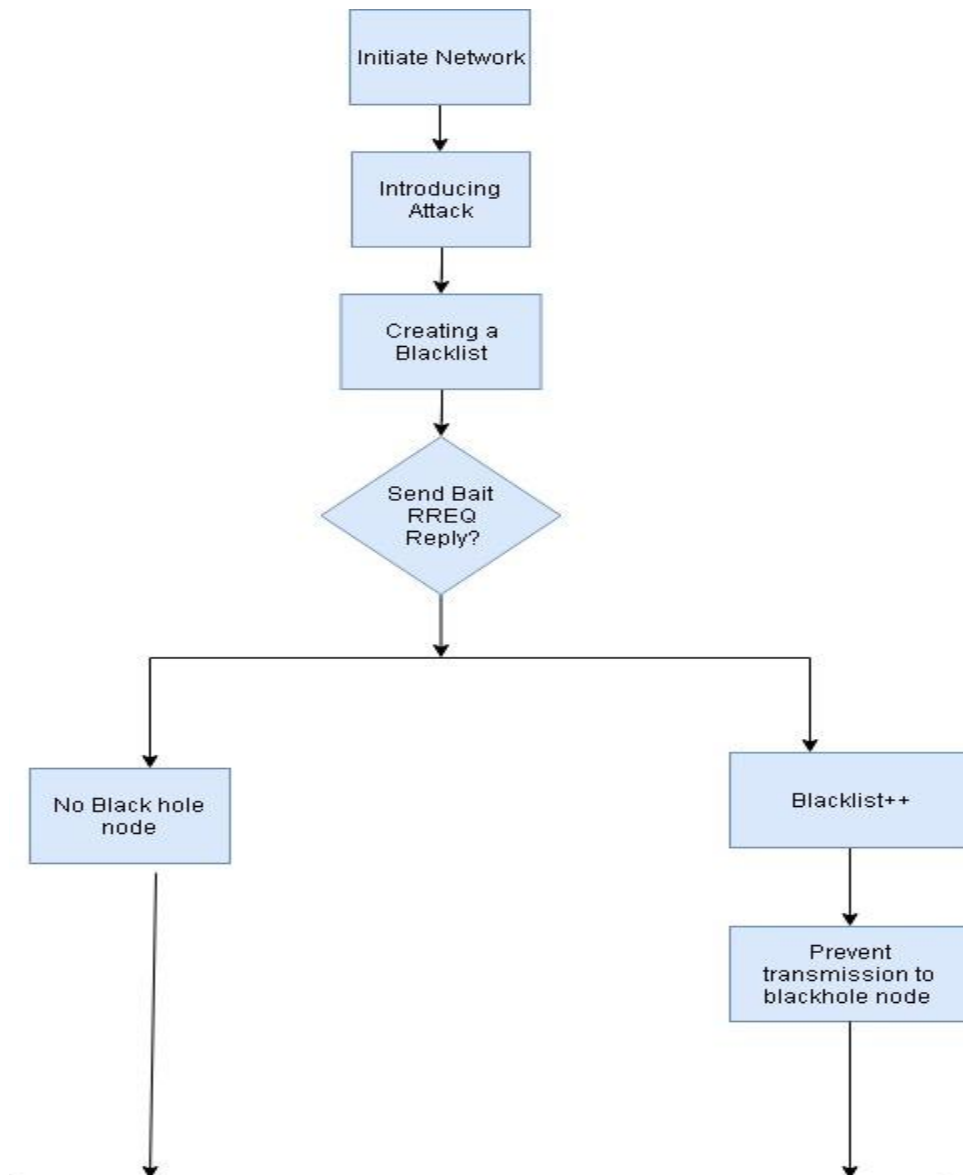 Initiate Network
Introducing
Attack
Creating a
Blacklist
Send Bait
RREQ
Reply?
No Black hole
node
Blacklist++
Prevent
transmission to
blackhole node